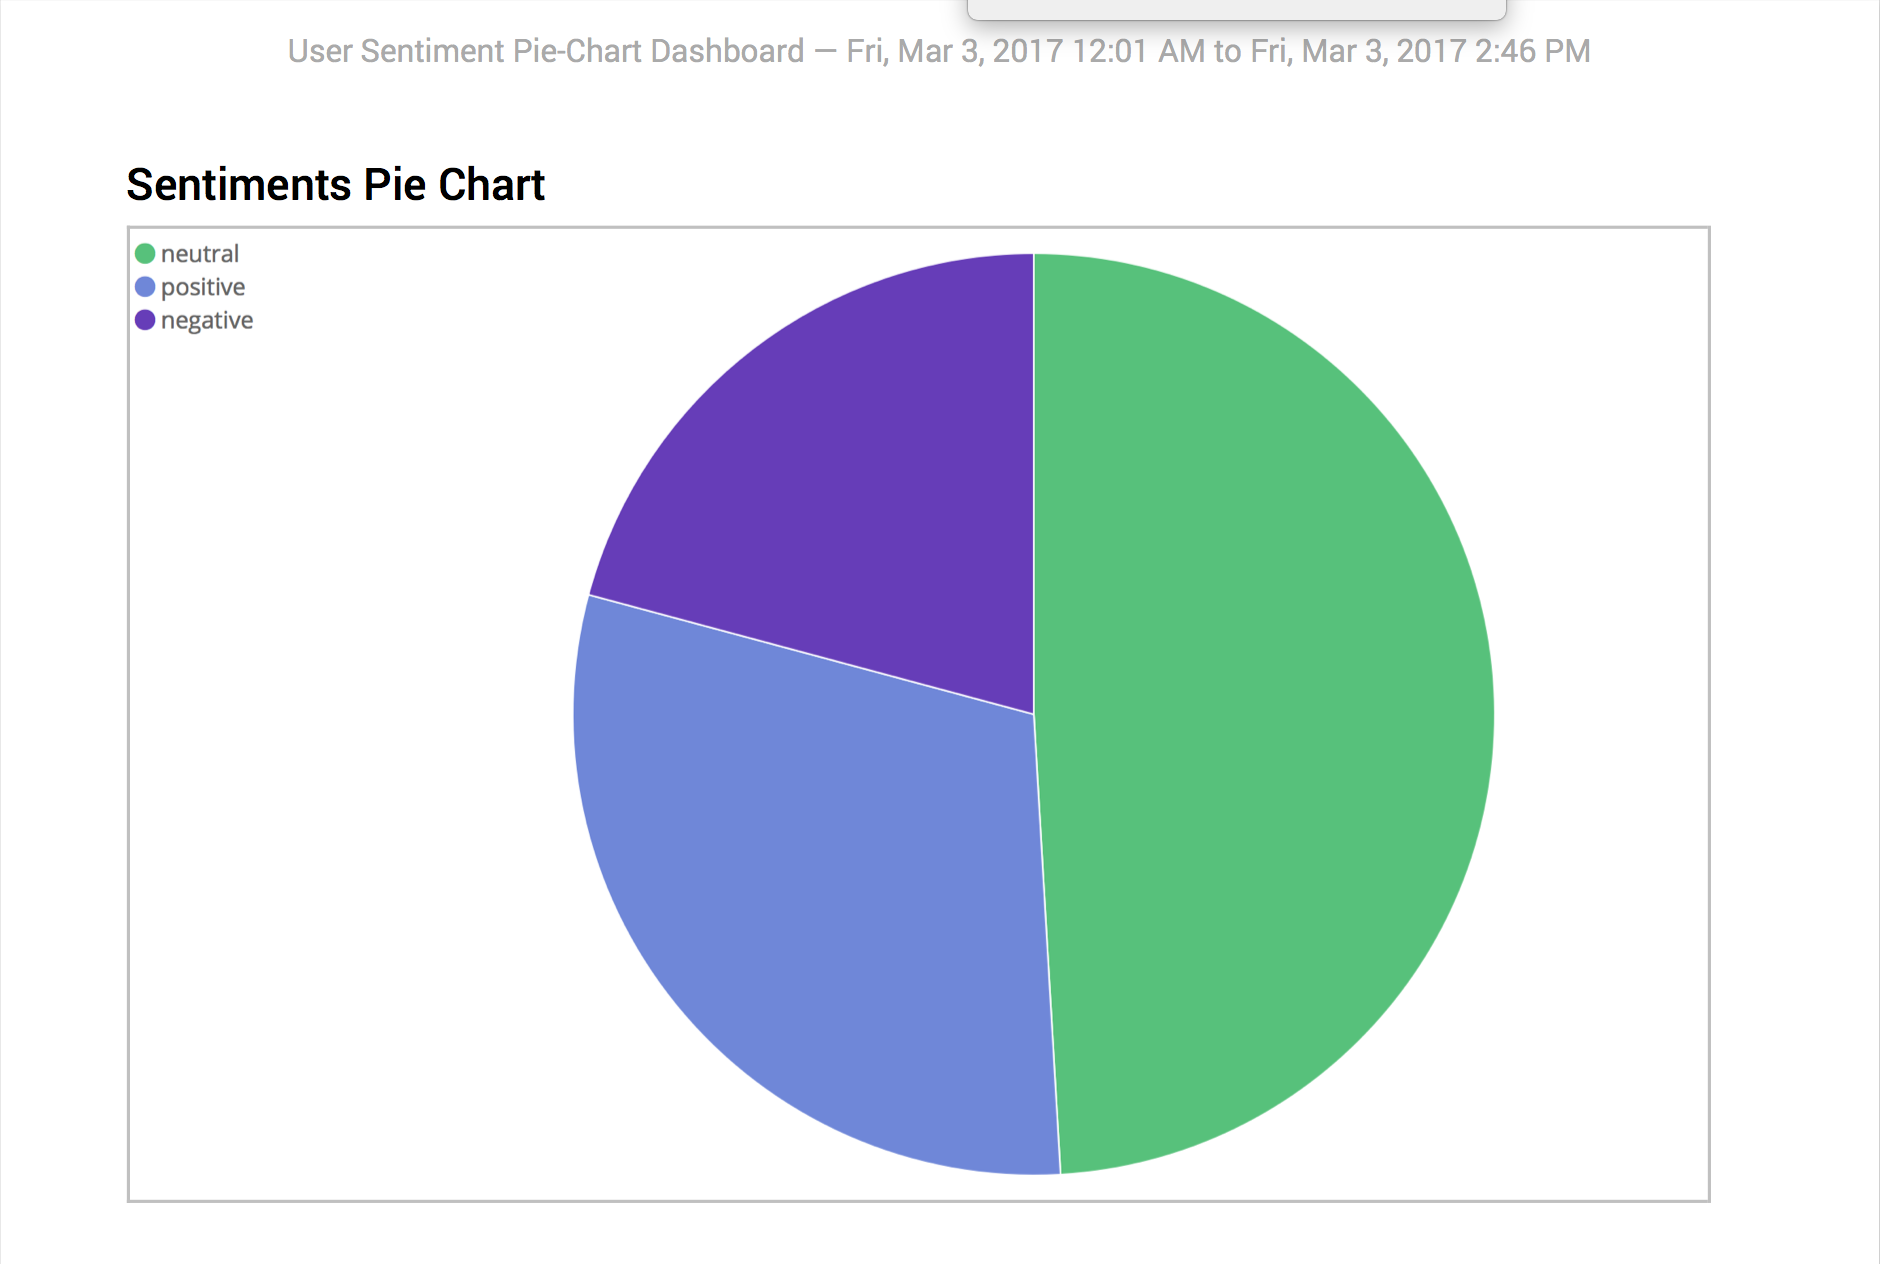 User Sentiment Pie-Chart Dashboard — Fri, Mar 3, 2017 12:01 AM to Fri, Mar 3, 2017 2:46 PM
Sentiments Pie Chart
neutral
positive
negative